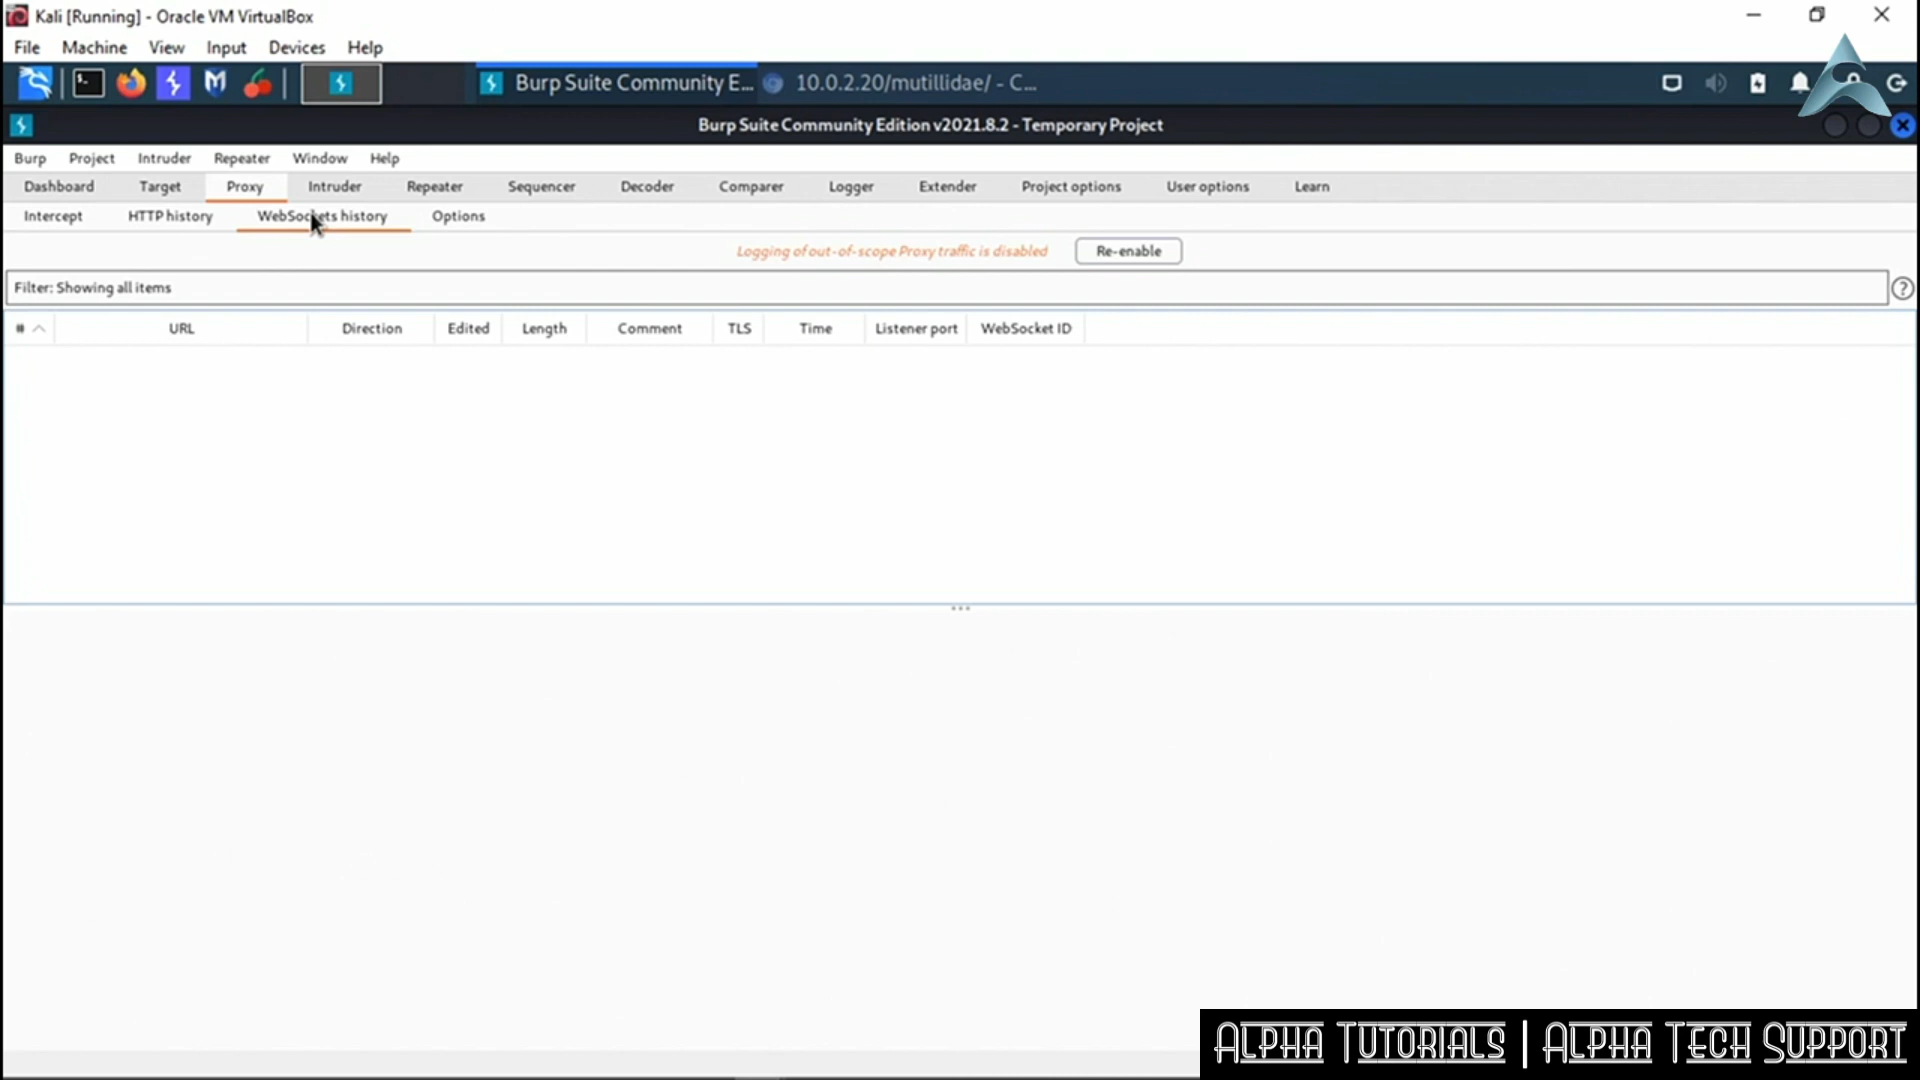 Kali [Running] - Oracle VM VirtualBox
File Machine View Input Devices Help
Burp Suite Community E... 10.0.2.20/mutillidae/ - C...
Burp Suite Community Edition v2021.8.2 - Temporary Project
Burp Project Intruder Repeater Window Help
Dashboard Target Proxy Intruder Repeater Sequencer Decoder Comparer Logger Extender Project options User options Learn
Intercept HTTP history WebSockets history Options
Logging of out-of-scope Proxy traffic is disabled Re-enable
Filter: Showing all items ?
# URL Direction Edited Length Comment TLS Time Listener port WebSocket ID
Alpha Tutorials | Alpha Tech Support